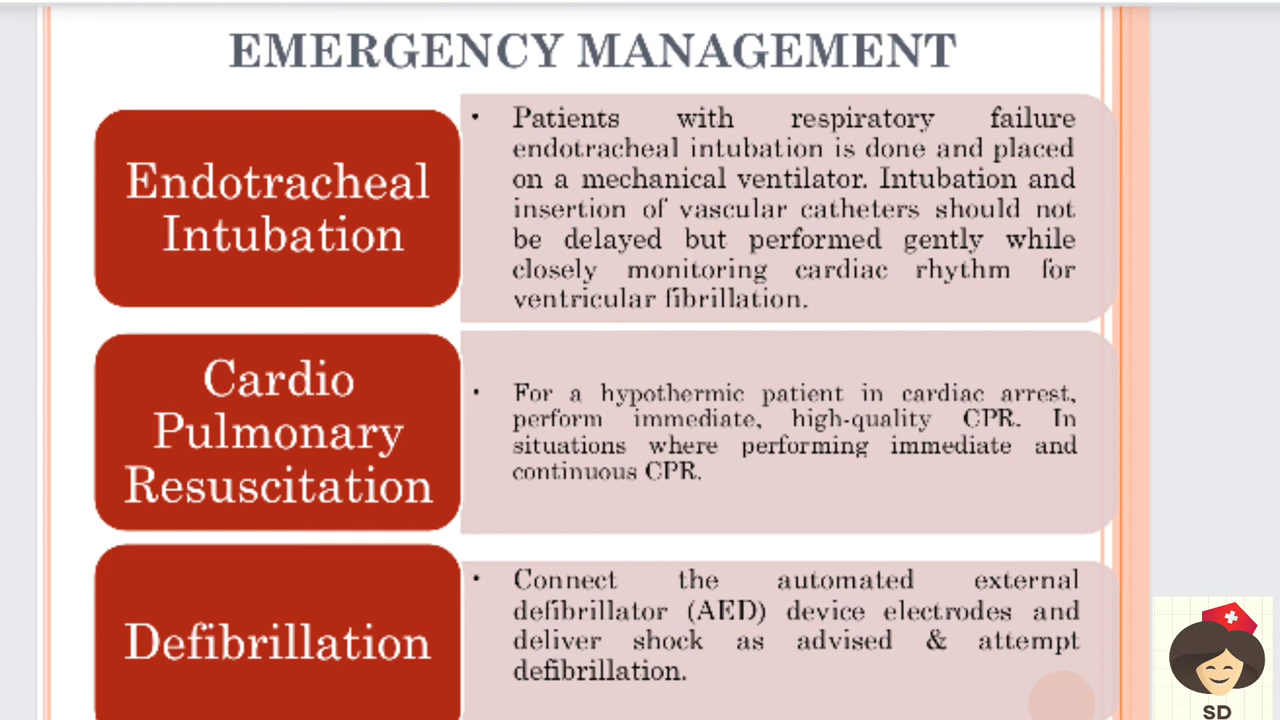 EMERGENCY MANAGEMENT
Endotracheal
Intubation
• Patients with respiratory failure
endotracheal intubation is done and placed
on a mechanical ventilator. Intubation and
insertion of vascular catheters should not
be delayed but performed gently while
closely monitoring cardiac rhythm for
ventricular fibrillation.
Cardio
Pulmonary
Resuscitation
• For a hypothermic patient in cardiac arrest,
perform immediate, high-quality CPR. In
situations where performing immediate and
continuous CPR.
Defibrillation
• Connect the automated external
defibrillator (AED) device electrodes and
deliver shock as advised & attempt
defibrillation.
SD